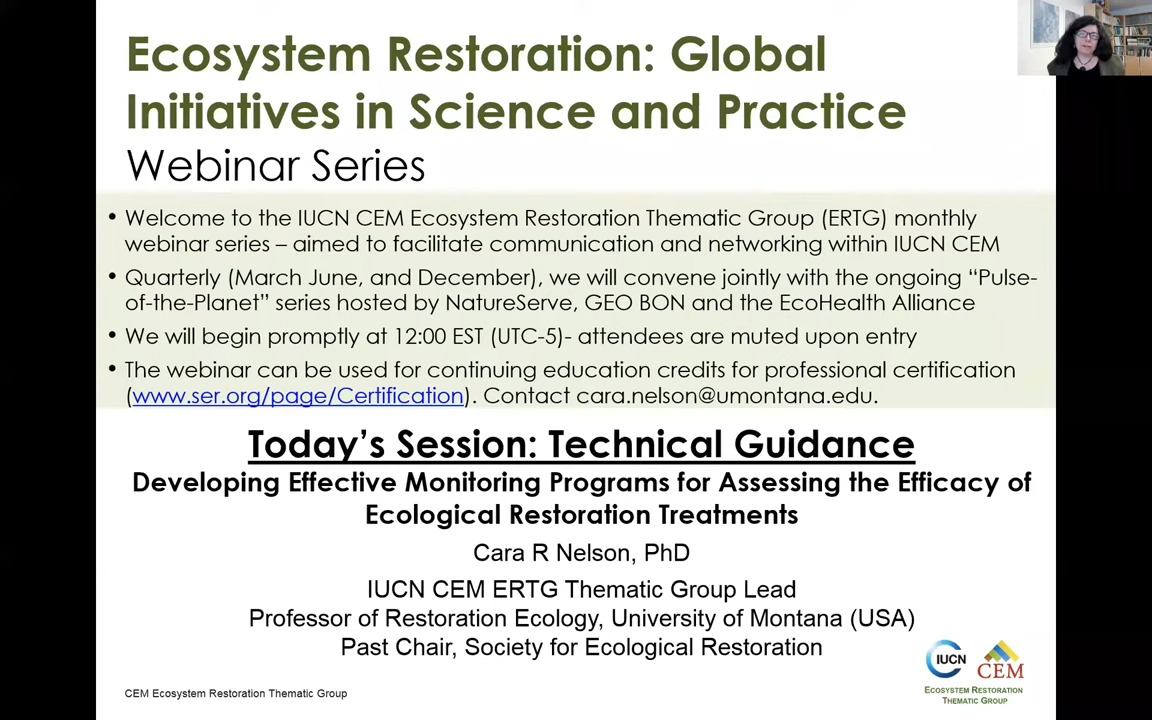 Ecosystem Restoration: Global
Initiatives in Science and Practice
Webinar Series
• Welcome to the IUCN CEM Ecosystem Restoration Thematic Group (ERTG) monthly
webinar series – aimed to facilitate communication and networking within IUCN CEM
• Quarterly (March June, and December), we will convene jointly with the ongoing “Pulse-
of-the-Planet” series hosted by NatureServe, GEO BON and the EcoHealth Alliance
• We will begin promptly at 12:00 EST (UTC-5)- attendees are muted upon entry
• The webinar can be used for continuing education credits for professional certification
(www.ser.org/page/Certification). Contact cara.nelson@umontana.edu.
Today’s Session: Technical Guidance
Developing Effective Monitoring Programs for Assessing the Efficacy of
Ecological Restoration Treatments
Cara R Nelson, PhD
IUCN CEM ERTG Thematic Group Lead
Professor of Restoration Ecology, University of Montana (USA)
Past Chair, Society for Ecological Restoration
IUCN
CEM
ECOSYSTEM RESTORATION
THEMATIC GROUP
CEM Ecosystem Restoration Thematic Group